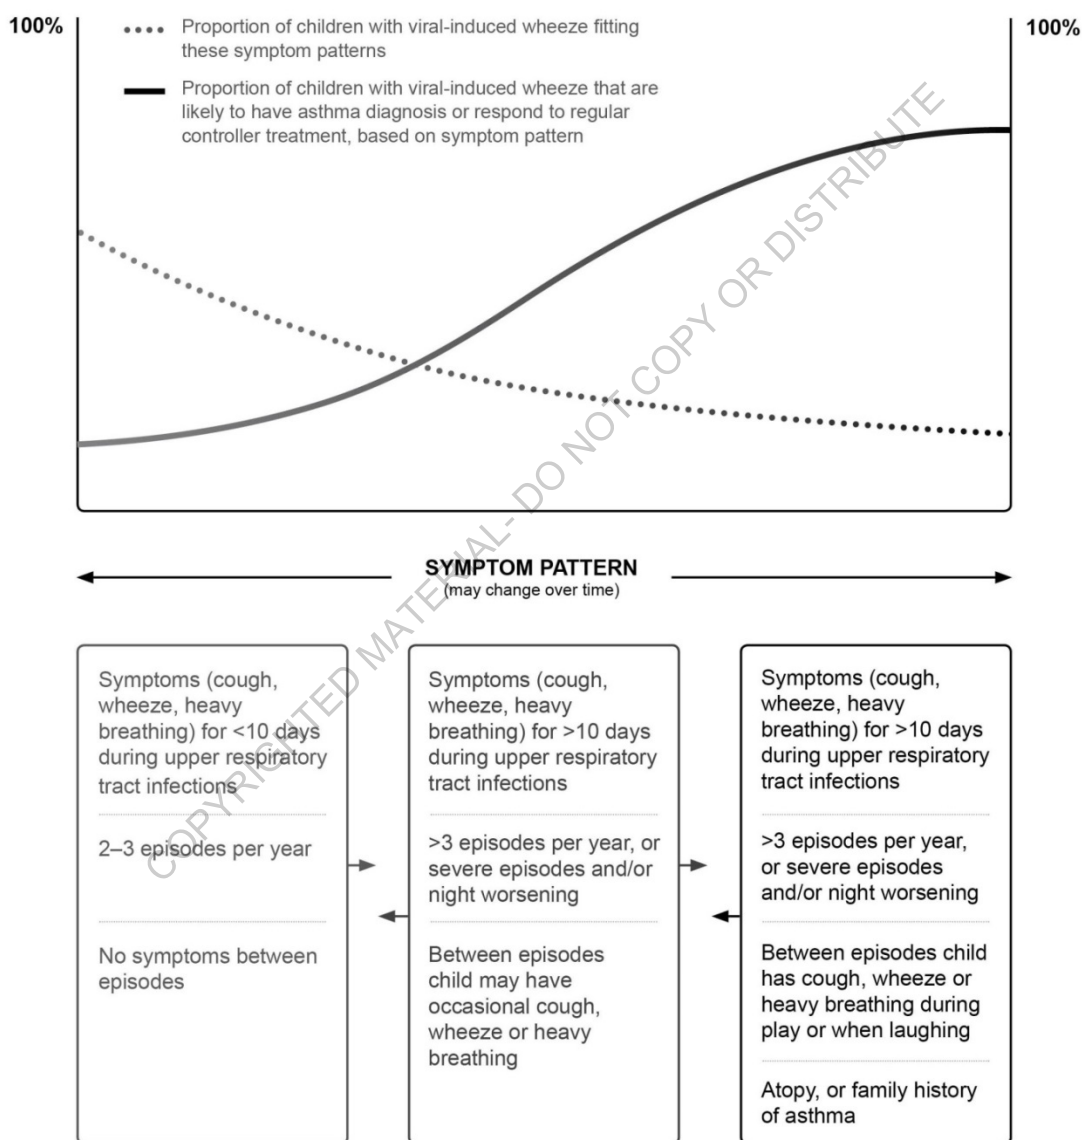 100%
100%
Proportion of children with viral-induced wheeze fitting
these symptom patterns
Proportion of children with viral-induced wheeze that are
likely to have asthma diagnosis or respond to regular
controller treatment, based on symptom pattern
COPYRIGHTED MATERIAL- DO NOT COPY OR DISTRIBUTE
SYMPTOM PATTERN
(may change over time)
Symptoms (cough,
wheeze, heavy
breathing) for <10 days
during upper respiratory
tract infections
2–3 episodes per year
No symptoms between
episodes
Symptoms (cough,
wheeze, heavy
breathing) for >10 days
during upper respiratory
tract infections
>3 episodes per year, or
severe episodes and/or
night worsening
Between episodes
child may have
occasional cough,
wheeze or heavy
breathing
Symptoms (cough,
wheeze, heavy
breathing) for >10 days
during upper respiratory
tract infections
>3 episodes per year,
or severe episodes
and/or night worsening
Between episodes child
has cough, wheeze or
heavy breathing during
play or when laughing
Atopy, or family history
of asthma